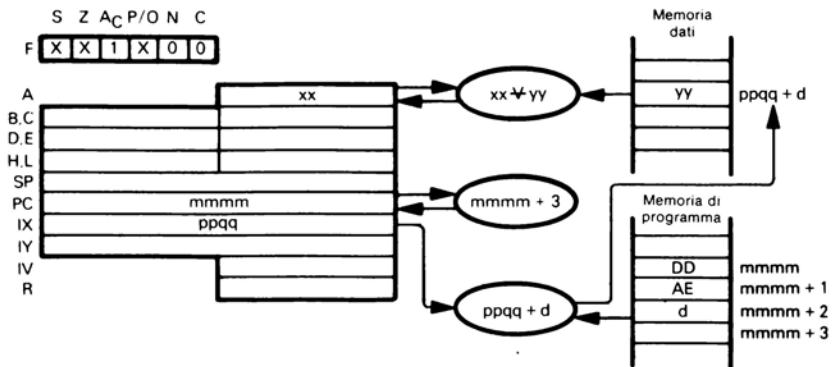 S Z AC P/O N C
F X X 1 X 0 0
A xx
B.C
D.E
H.L
SP
PC mmmm
IX ppqq
IY
IV
R
xx ⊻ yy
mmmm + 3
ppqq + d
Memoria
dati
yy ppqq + d
Memoria di
programma
DD mmmm
AE mmmm + 1
d mmmm + 2
mmmm + 3